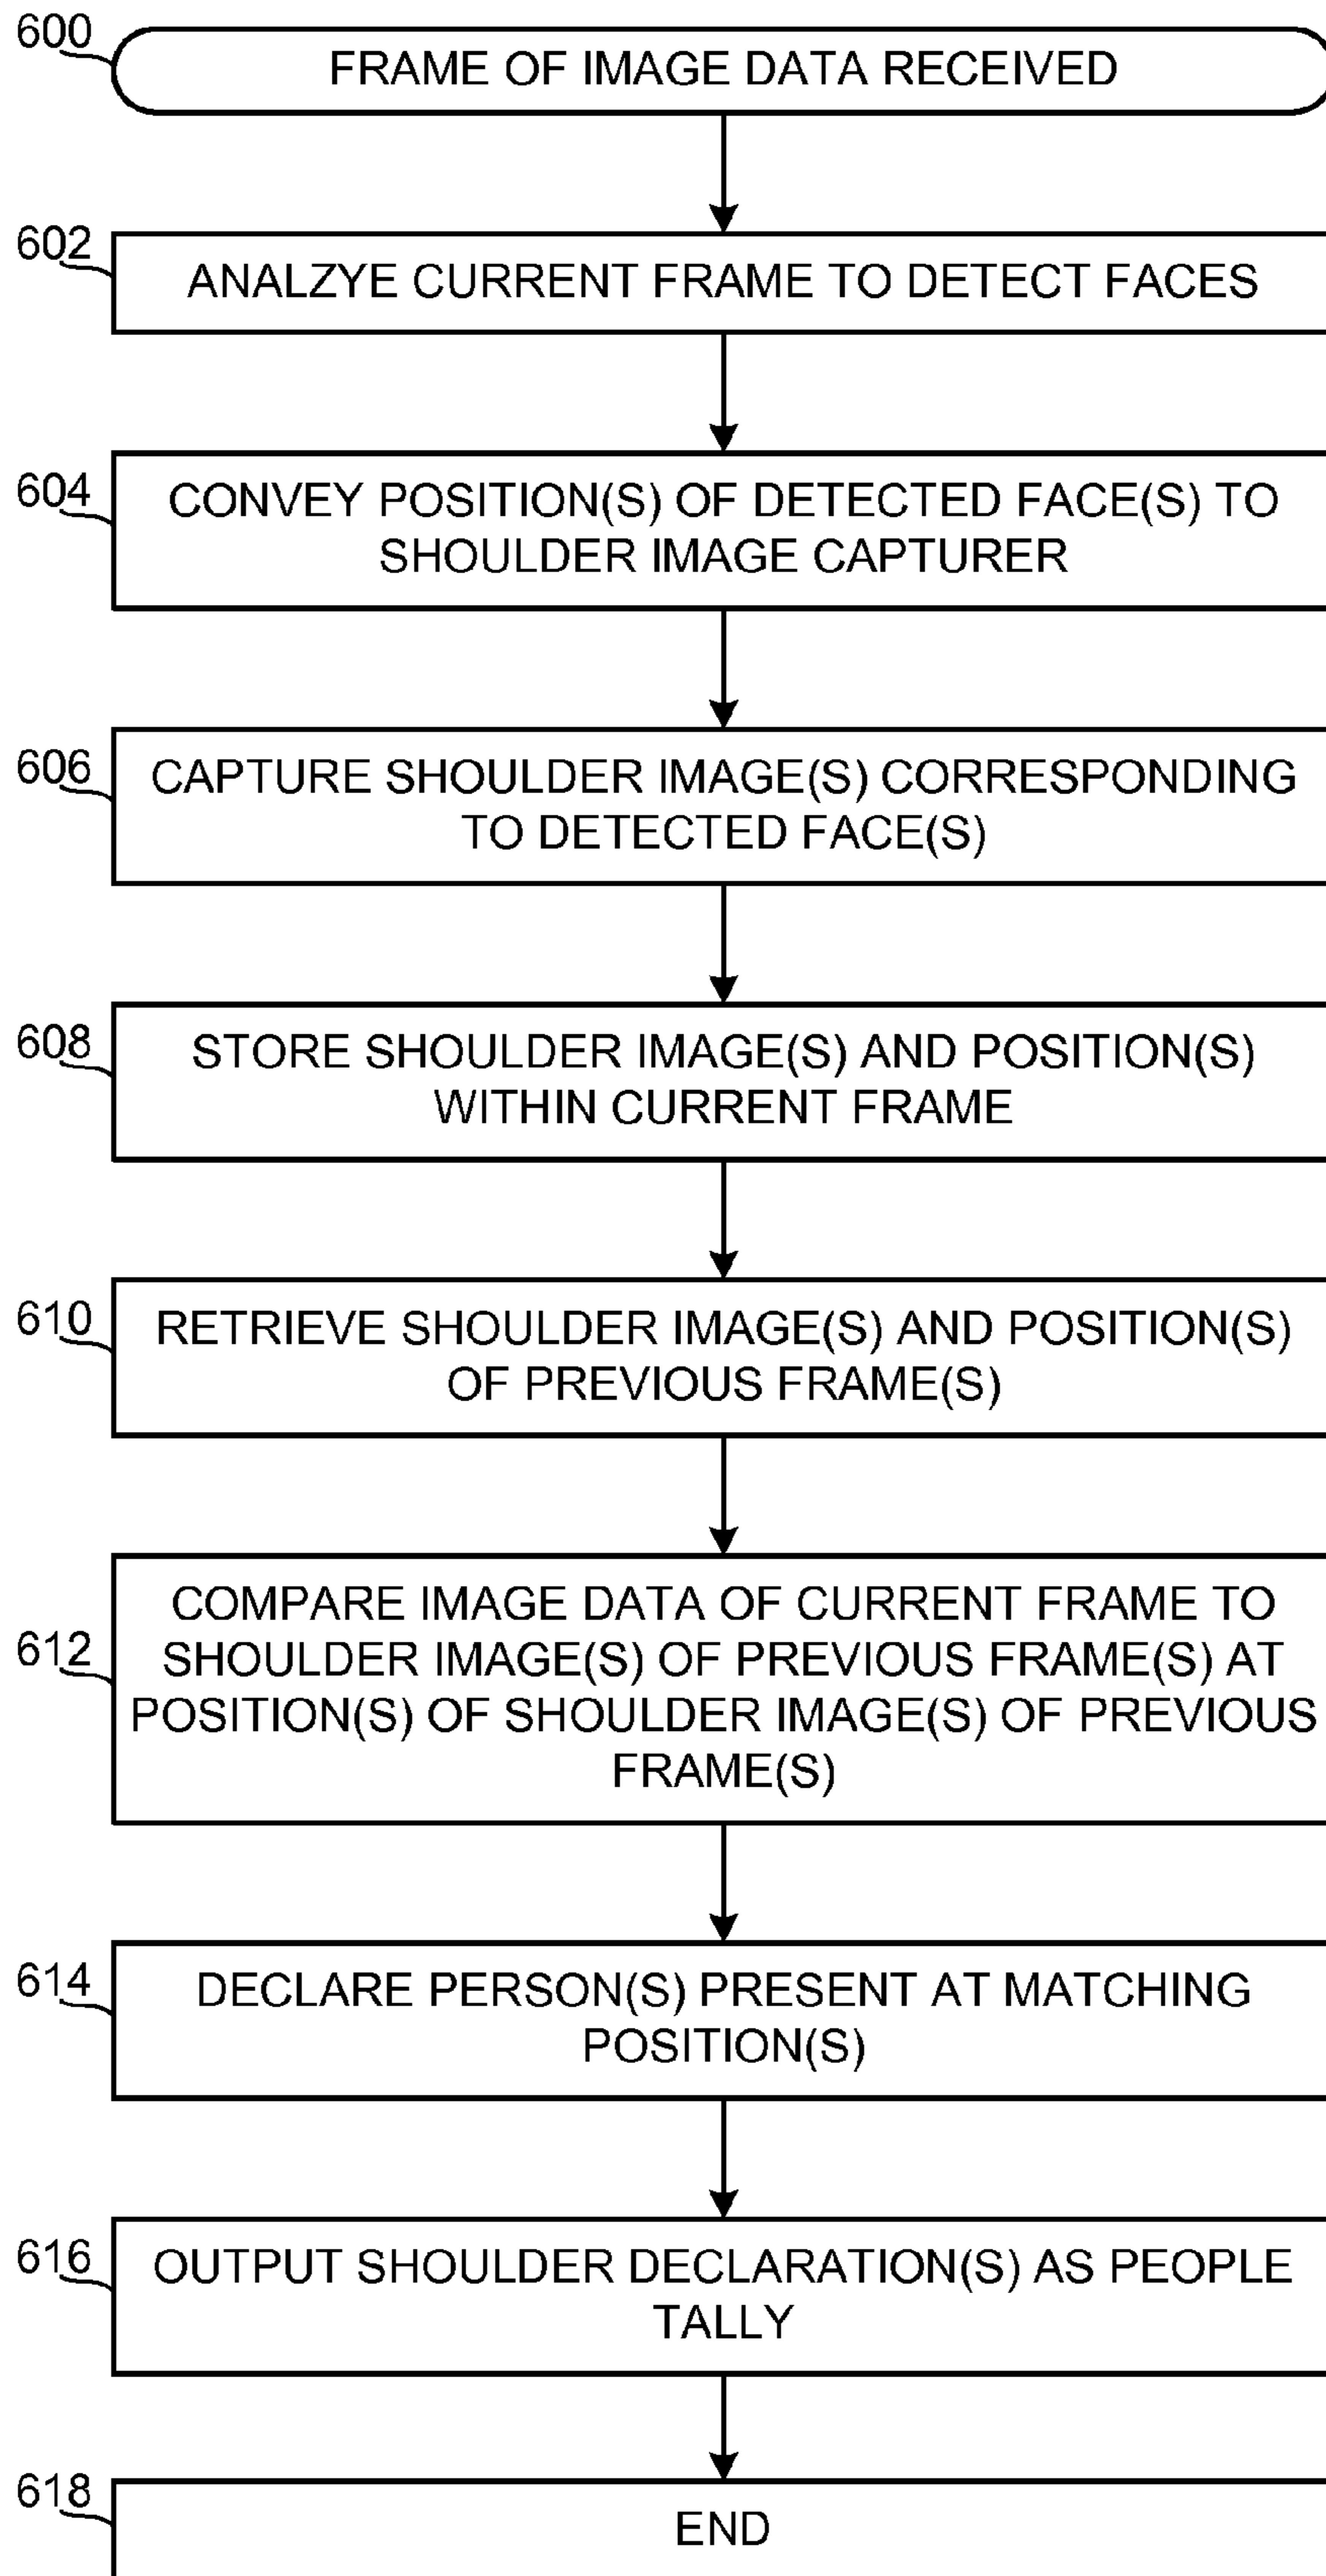 600
FRAME OF IMAGE DATA RECEIVED
602
ANALZYE CURRENT FRAME TO DETECT FACES
604
CONVEY POSITION(S) OF DETECTED FACE(S) TO
SHOULDER IMAGE CAPTURER
606
CAPTURE SHOULDER IMAGE(S) CORRESPONDING
TO DETECTED FACE(S)
608
STORE SHOULDER IMAGE(S) AND POSITION(S)
WITHIN CURRENT FRAME
610
RETRIEVE SHOULDER IMAGE(S) AND POSITION(S)
OF PREVIOUS FRAME(S)
612
COMPARE IMAGE DATA OF CURRENT FRAME TO
SHOULDER IMAGE(S) OF PREVIOUS FRAME(S) AT
POSITION(S) OF SHOULDER IMAGE(S) OF PREVIOUS
FRAME(S)
614
DECLARE PERSON(S) PRESENT AT MATCHING
POSITION(S)
616
OUTPUT SHOULDER DECLARATION(S) AS PEOPLE
TALLY
618
END